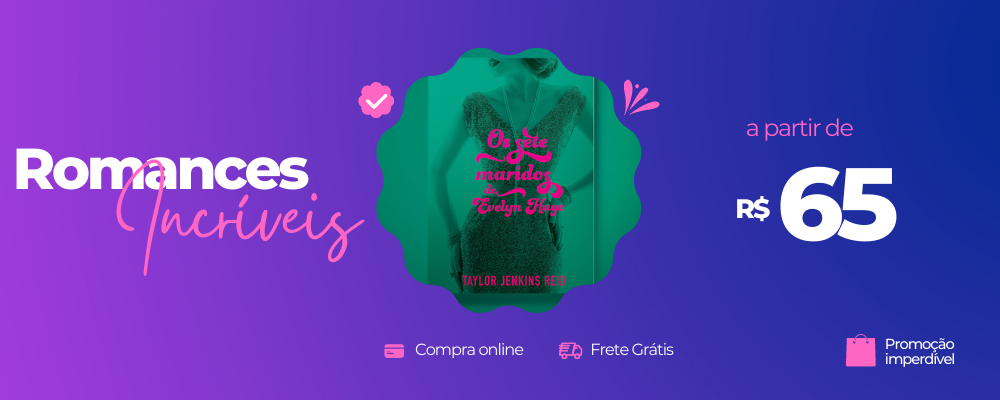 Romances
Incríveis
Os sete
maridos
de
Evelyn Hugo
TAYLOR JENKINS REID
a partir de
R$ 65
Compra online
Frete Grátis
Promoção
imperdível